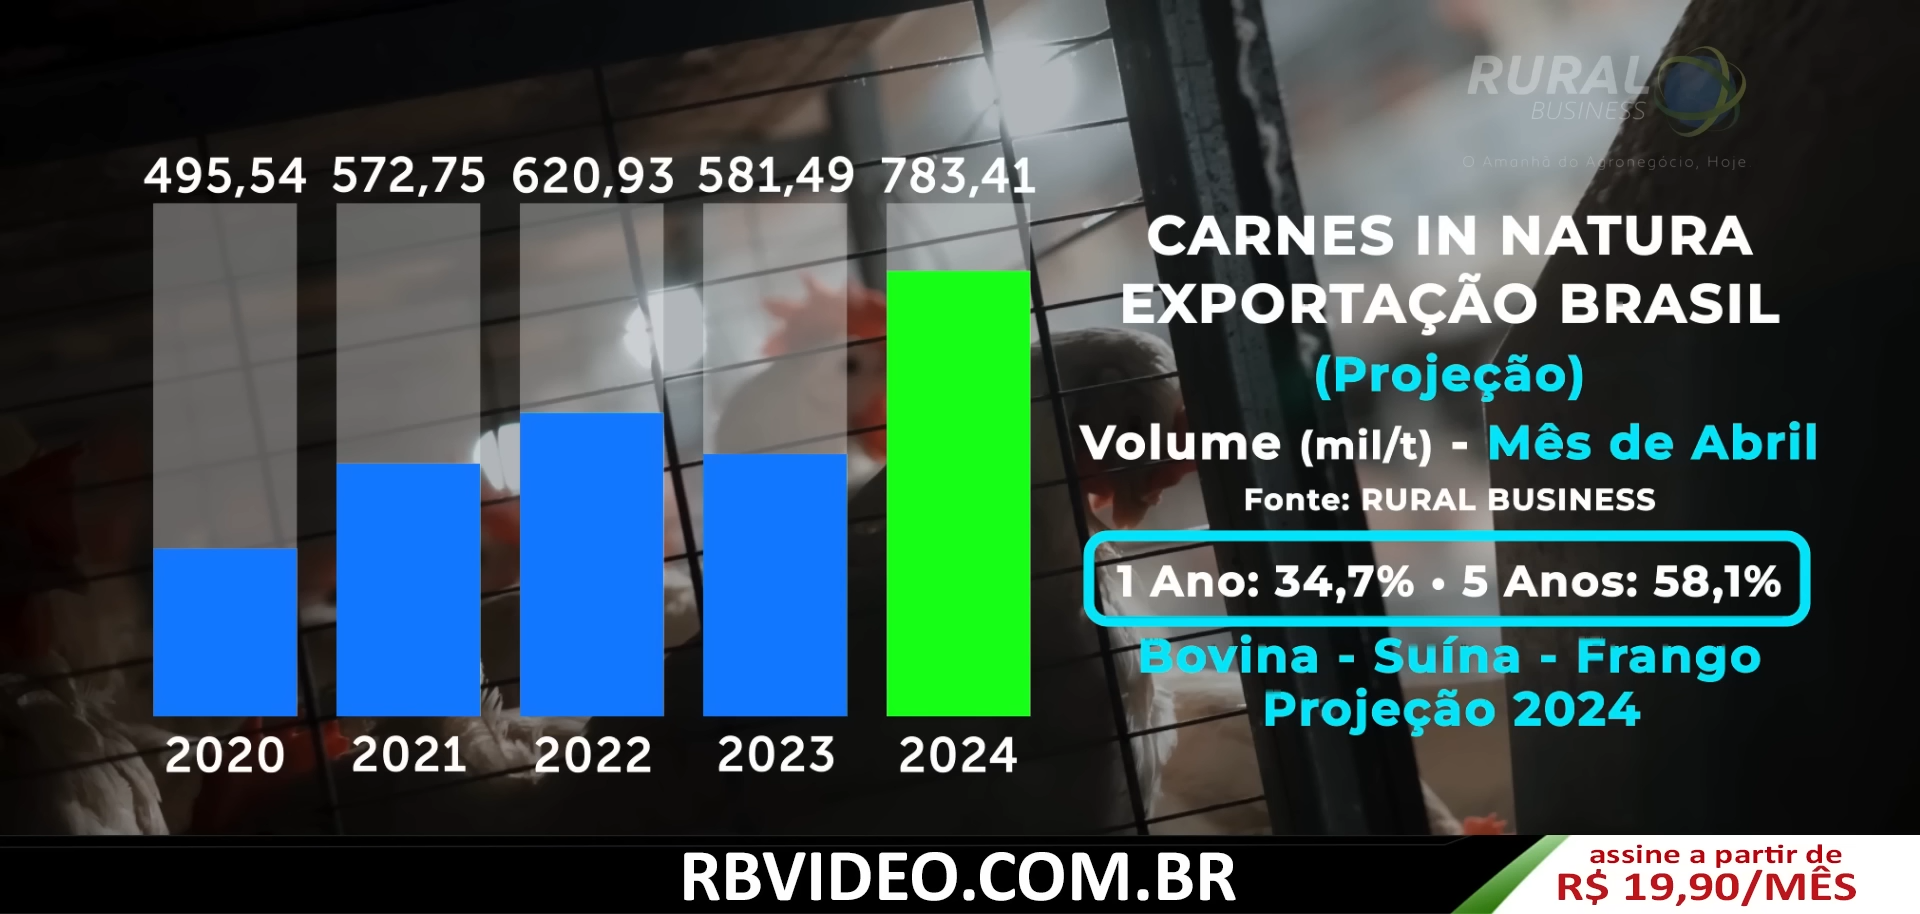 RURAL
BUSINESS
O Amanhã do Agronegócio, Hoje.
495,54 572,75 620,93 581,49 783,41
CARNES IN NATURA
EXPORTAÇÃO BRASIL
(Projeção)
Volume (mil/t) - Mês de Abril
Fonte: RURAL BUSINESS
1 Ano: 34,7% • 5 Anos: 58,1%
Bovina - Suína - Frango
Projeção 2024
2020 2021 2022 2023 2024
RBVIDEO.COM.BR
assine a partir de
R$ 19,90/MÊS